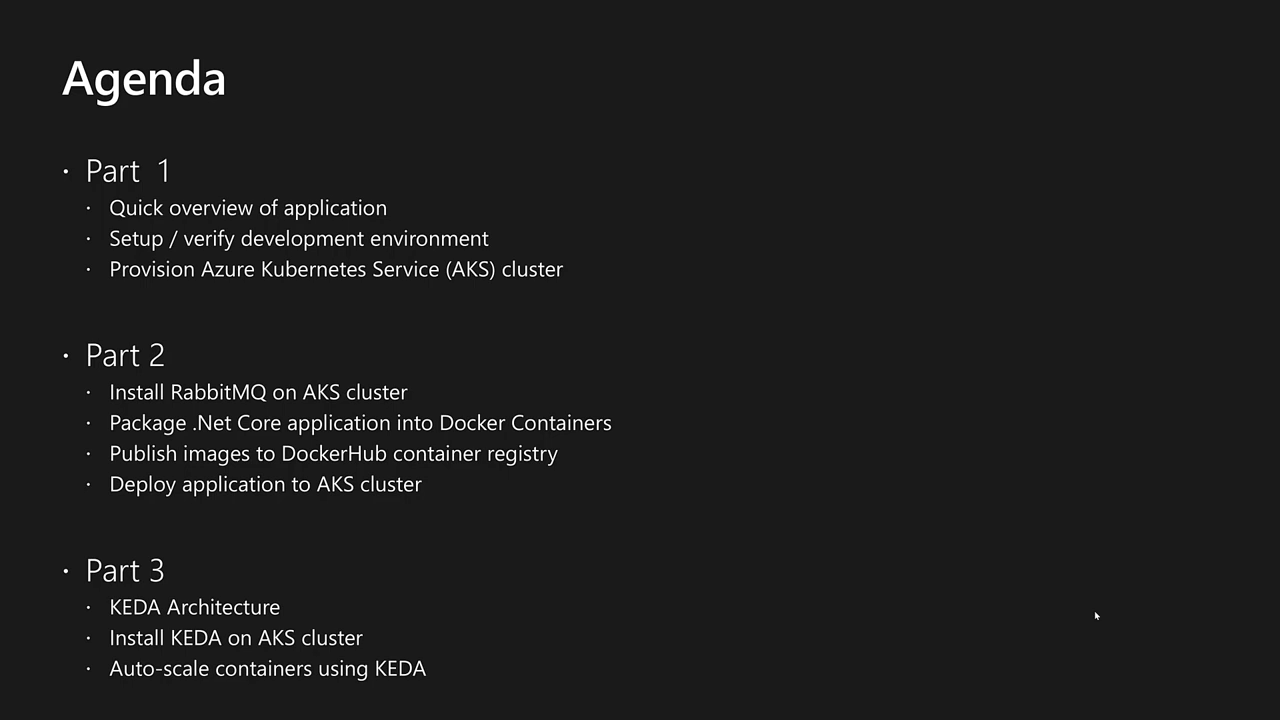 Agenda
· Part 1
· Quick overview of application
· Setup / verify development environment
· Provision Azure Kubernetes Service (AKS) cluster
· Part 2
· Install RabbitMQ on AKS cluster
· Package .Net Core application into Docker Containers
· Publish images to DockerHub container registry
· Deploy application to AKS cluster
· Part 3
· KEDA Architecture
· Install KEDA on AKS cluster
· Auto-scale containers using KEDA